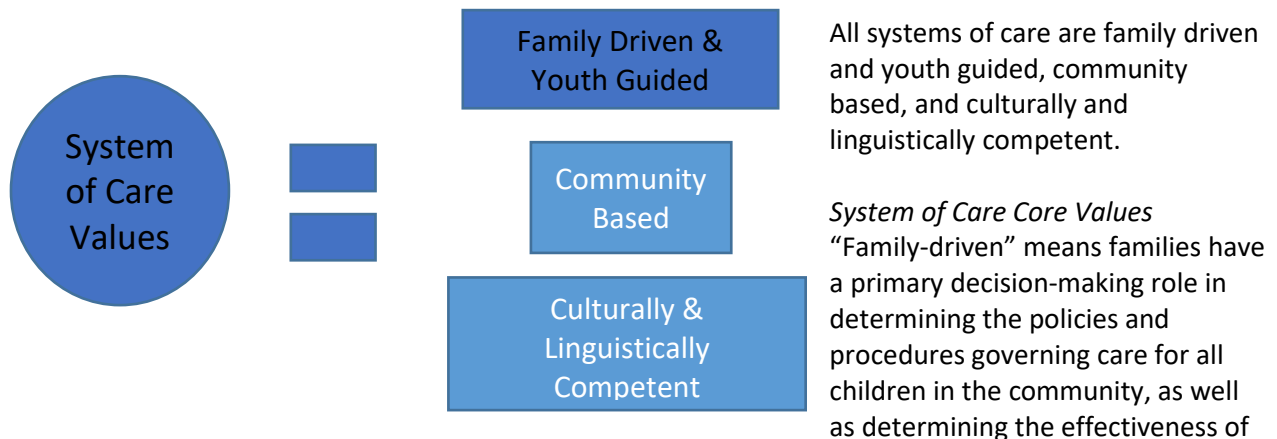 System
of Care
Values
Family Driven &
Youth Guided
Community
Based
Culturally &
Linguistically
Competent
All systems of care are family driven
and youth guided, community
based, and culturally and
linguistically competent.
System of Care Core Values
“Family-driven” means families have
a primary decision-making role in
determining the policies and
procedures governing care for all
children in the community, as well
as determining the effectiveness of